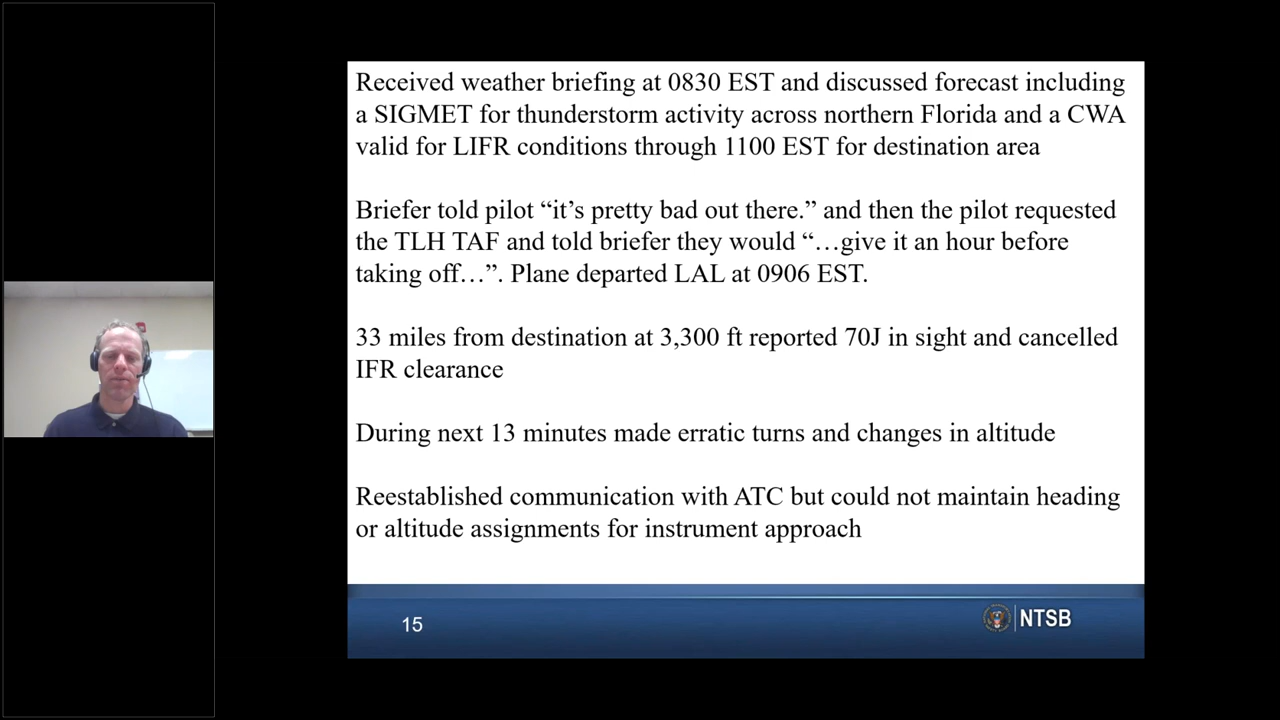 Received weather briefing at 0830 EST and discussed forecast including
a SIGMET for thunderstorm activity across northern Florida and a CWA
valid for LIFR conditions through 1100 EST for destination area
Briefer told pilot “it’s pretty bad out there.” and then the pilot requested
the TLH TAF and told briefer they would “…give it an hour before
taking off…”. Plane departed LAL at 0906 EST.
33 miles from destination at 3,300 ft reported 70J in sight and cancelled
IFR clearance
During next 13 minutes made erratic turns and changes in altitude
Reestablished communication with ATC but could not maintain heading
or altitude assignments for instrument approach
15
NTSB